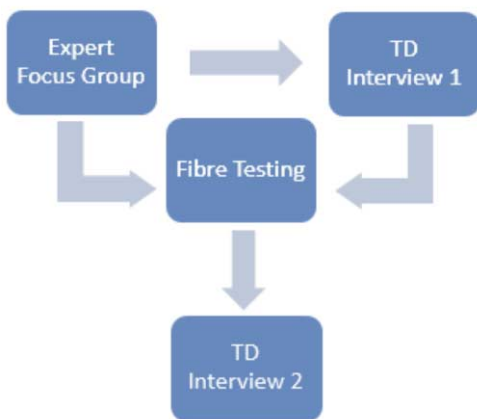 Expert
Focus Group
TD
Interview 1
Fibre Testing
TD
Interview 2